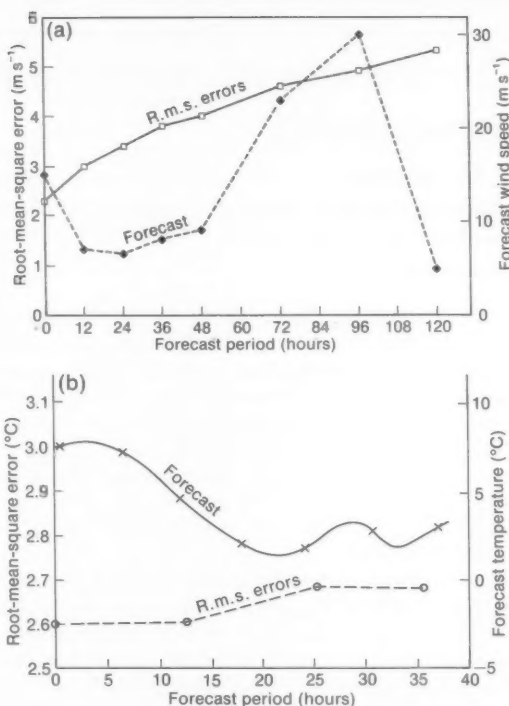 (a)
Root-mean-square error (m s⁻¹)
6
5
4
3
2
1
0
R.m.s. errors
Forecast
30
20
10
0
Forecast wind speed (m s⁻¹)
0 12 24 36 48 60 72 84 96 108 120
Forecast period (hours)
(b)
Root-mean-square error (°C)
3.1
3.0
2.9
2.8
2.7
2.6
2.5
Forecast
R.m.s. errors
10
5
0
-5
Forecast temperature (°C)
0 5 10 15 20 25 30 35 40
Forecast period (hours)